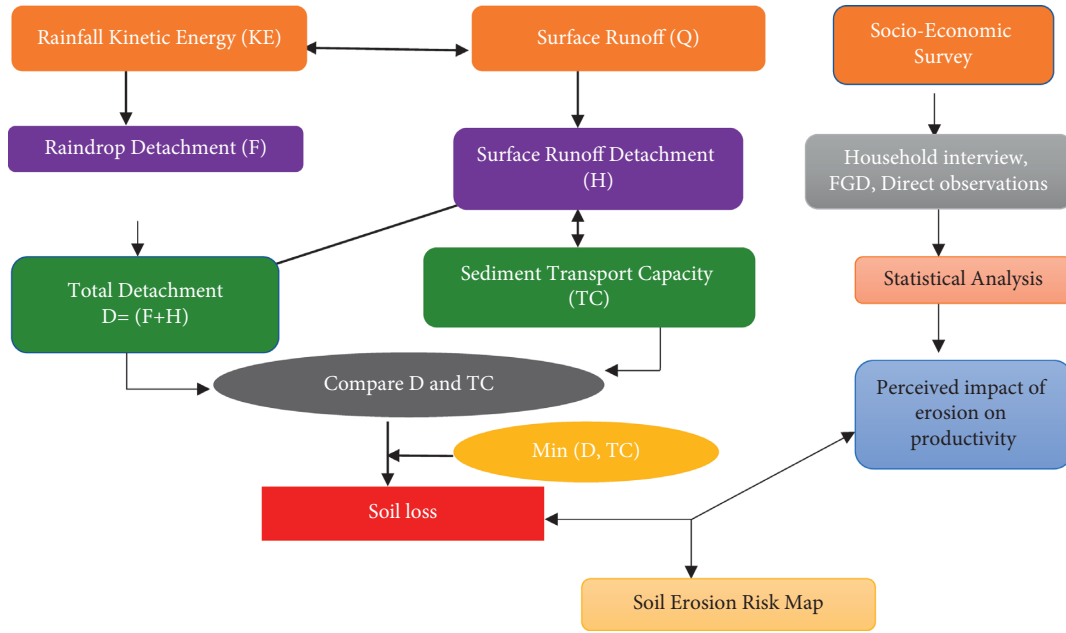 Rainfall Kinetic Energy (KE)
Surface Runoff (Q)
Socio-Economic
Survey
Raindrop Detachment (F)
Surface Runoff Detachment
(H)
Household interview,
FGD, Direct observations
Total Detachment
D= (F+H)
Sediment Transport Capacity
(TC)
Statistical Analysis
Compare D and TC
Perceived impact of
erosion on
productivity
Min (D, TC)
Soil loss
Soil Erosion Risk Map